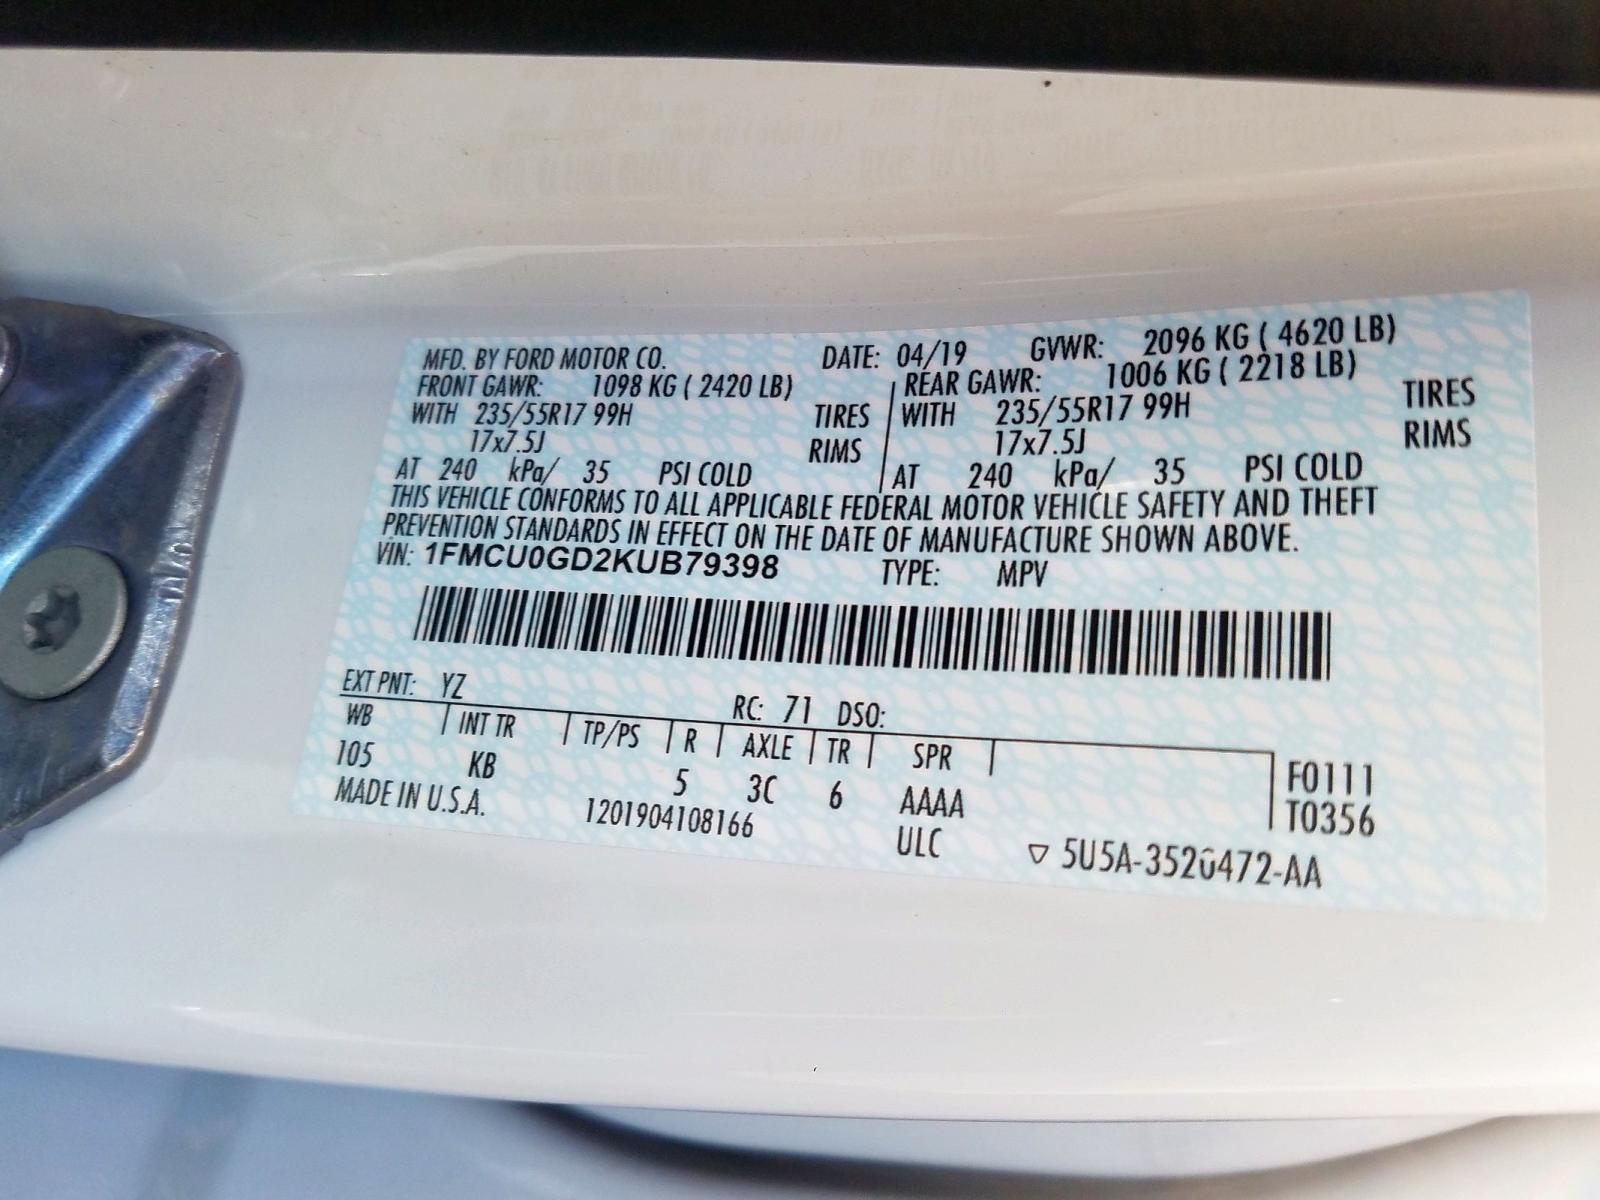 MFD. BY FORD MOTOR CO. DATE: 04/19 GVWR: 2096 KG ( 4620 LB)
FRONT GAWR: 1098 KG ( 2420 LB) REAR GAWR: 1006 KG ( 2218 LB)
WITH 235/55R17 99H TIRES WITH 235/55R17 99H TIRES
17x7.5J RIMS 17x7.5J RIMS
AT 240 kPa/ 35 PSI COLD AT 240 kPa/ 35 PSI COLD
THIS VEHICLE CONFORMS TO ALL APPLICABLE FEDERAL MOTOR VEHICLE SAFETY AND THEFT
PREVENTION STANDARDS IN EFFECT ON THE DATE OF MANUFACTURE SHOWN ABOVE.
VIN: 1FMCU0GD2KUB79398 TYPE: MPV
EXT PNT: YZ RC: 71 DSO:
WB INT TR TP/PS R AXLE TR SPR
105 KB 5 3C 6 AAAA F0111
MADE IN U.S.A. 1201904108166 T0356
ULC ▽ 5U5A-3520472-AA